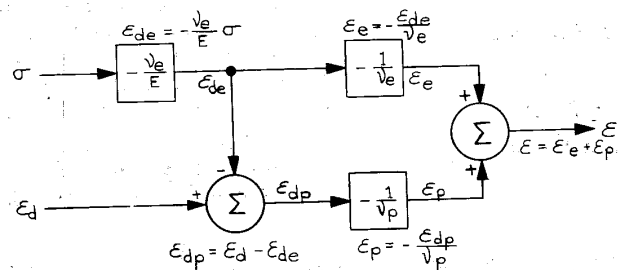 ε_de = -ν_e/E σ
ε_e = -ε_de/ν_e
σ
-ν_e/E
ε_de
-1/ν_e
ε_e
+
Σ
ε
ε = ε_e + ε_p
+
-
ε_d
+
Σ
ε_dp
-1/ν_p
ε_p
ε_dp = ε_d - ε_de
ε_p = -ε_dp/ν_p